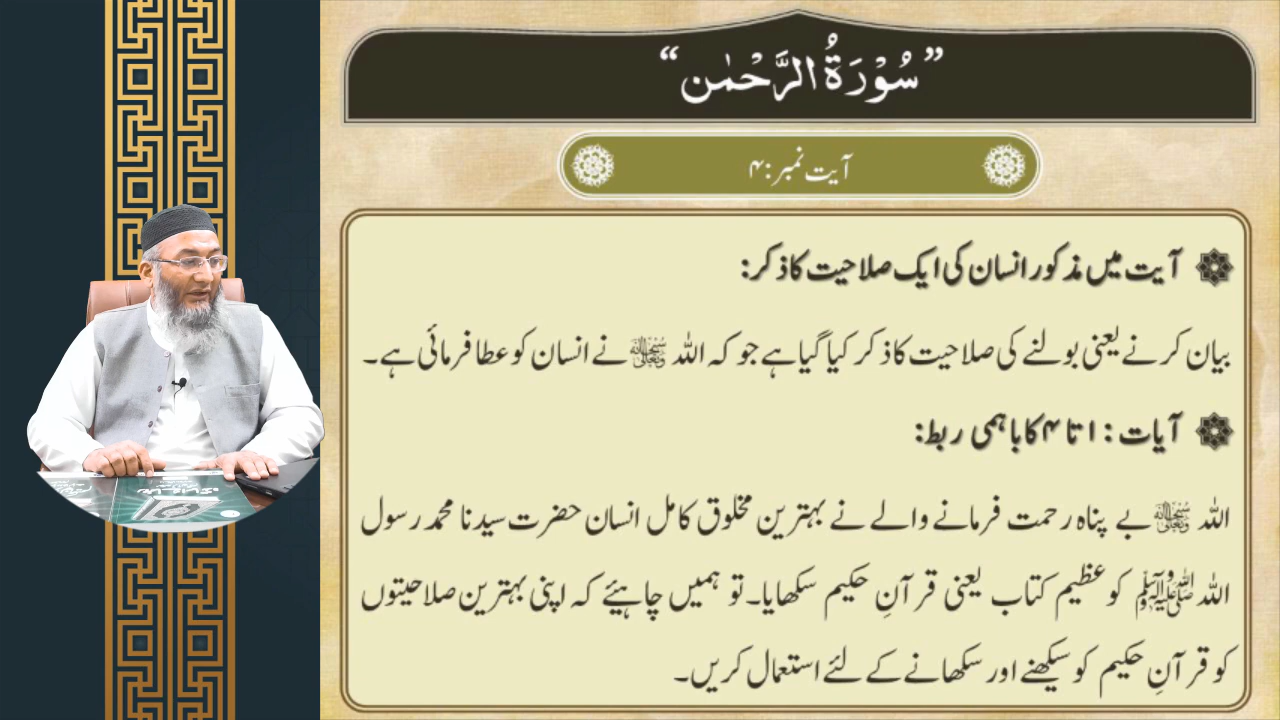 ”سُوْرَۃُ الرَّحْمٰن“
آیت نمبر: ۴
آیت میں مذکور انسان کی ایک صلاحیت کا ذکر:
بیان کرنے یعنی بولنے کی صلاحیت کا ذکر کیا گیا ہے جو کہ اللہ سبحانہ وتعالیٰ نے انسان کو عطا فرمائی ہے۔
آیات : ۱ تا ۴ کا باہمی ربط:
اللہ سبحانہ وتعالیٰ بے پناہ رحمت فرمانے والے نے بہترین مخلوق کامل انسان حضرت سیدنا محمد رسول
اللہ ﷺ کو عظیم کتاب یعنی قرآنِ حکیم سکھایا۔ تو ہمیں چاہیئے کہ اپنی بہترین صلاحیتوں
کو قرآنِ حکیم کو سیکھنے اور سکھانے کے لئے استعمال کریں۔